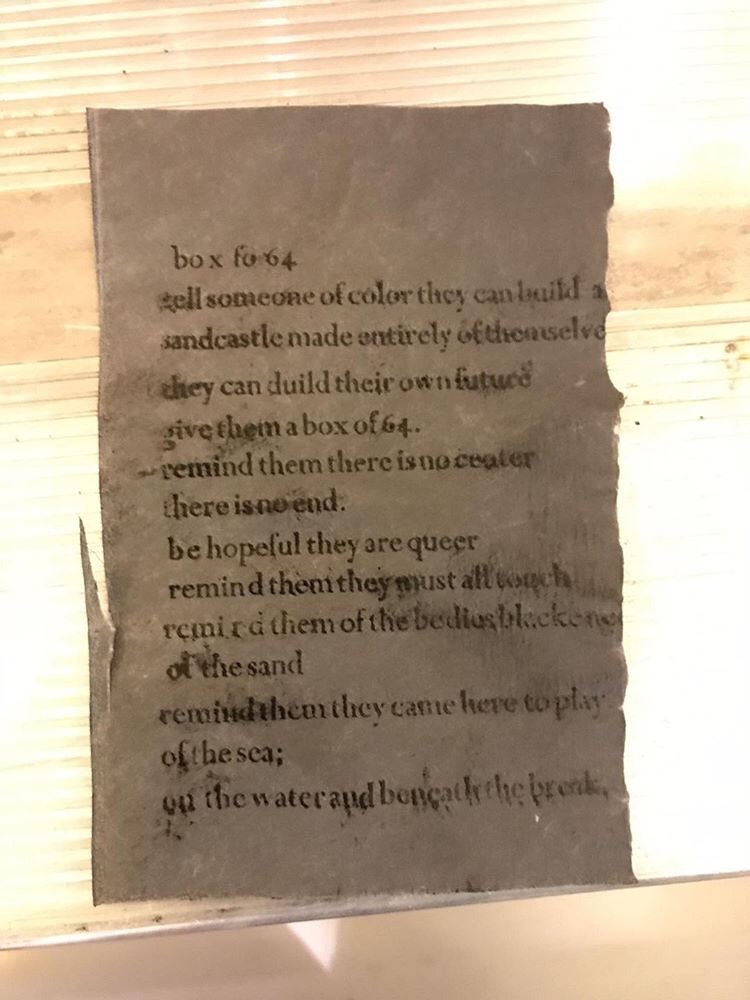 box fo 64
tell someone of color they can build a
sandcastle made entirely of themselve
they can duild their own future
give them a box of 64.
remind them there is no center
there is no end.
be hopeful they are queer
remind them they must all touch
remind them of the bodies
of the sand
remind them they came here to play
of the sea;
on the water and beneath the break,